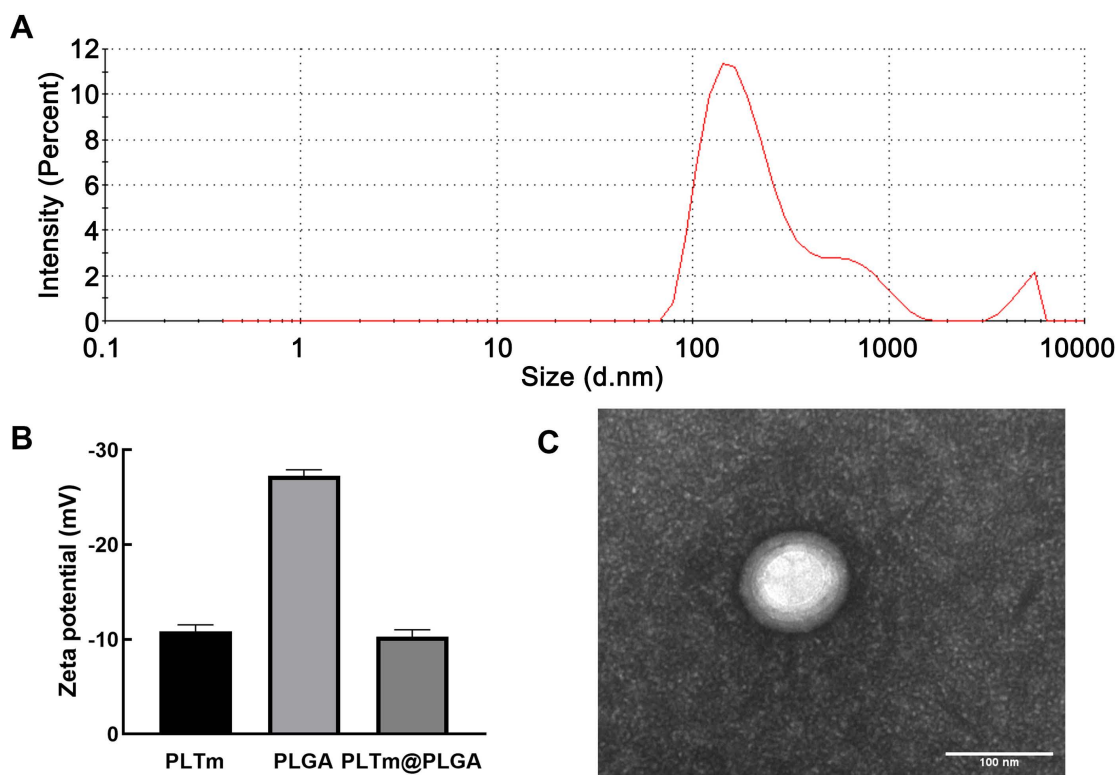 A
Intensity (Percent)
12
10
8
6
4
2
0
0.1 1 10 100 1000 10000
Size (d.nm)
B
Zeta potential (mV)
-30
-20
-10
0
PLTm PLGA PLTm@PLGA
C
100 nm